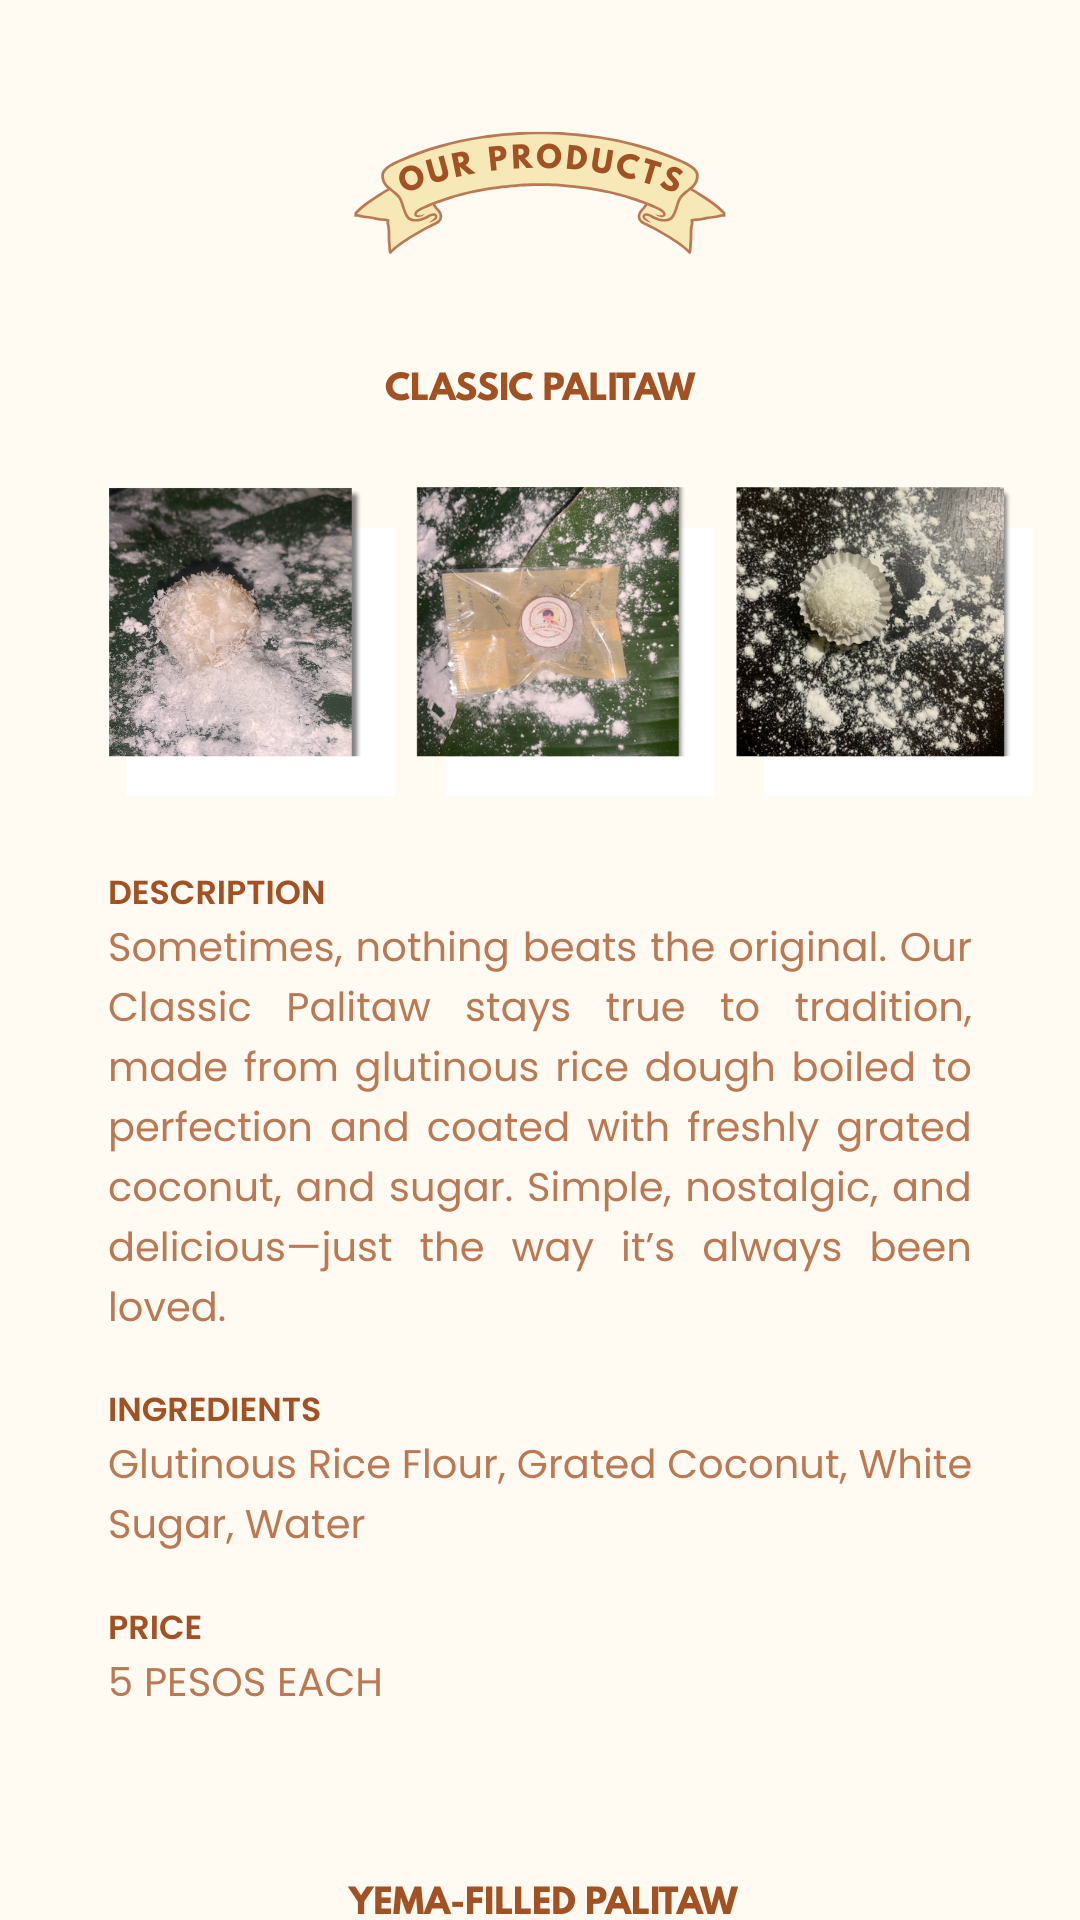 OUR PRODUCTS
CLASSIC PALITAW
DESCRIPTION
Sometimes, nothing beats the original. Our
Classic Palitaw stays true to tradition,
made from glutinous rice dough boiled to
perfection and coated with freshly grated
coconut, and sugar. Simple, nostalgic, and
delicious—just the way it’s always been
loved.
INGREDIENTS
Glutinous Rice Flour, Grated Coconut, White
Sugar, Water
PRICE
5 PESOS EACH
YEMA-FILLED PALITAW